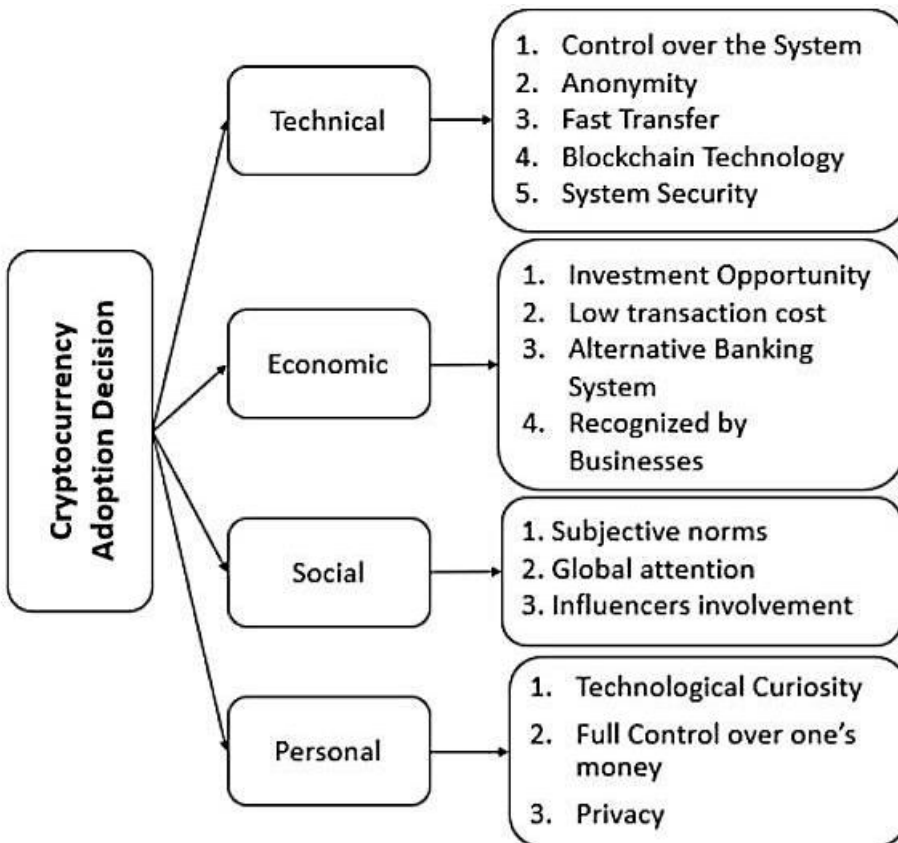 Cryptocurrency
Adoption Decision
Technical
1. Control over the System
2. Anonymity
3. Fast Transfer
4. Blockchain Technology
5. System Security
Economic
1. Investment Opportunity
2. Low transaction cost
3. Alternative Banking
System
4. Recognized by
Businesses
Social
1. Subjective norms
2. Global attention
3. Influencers involvement
Personal
1. Technological Curiosity
2. Full Control over one's
money
3. Privacy